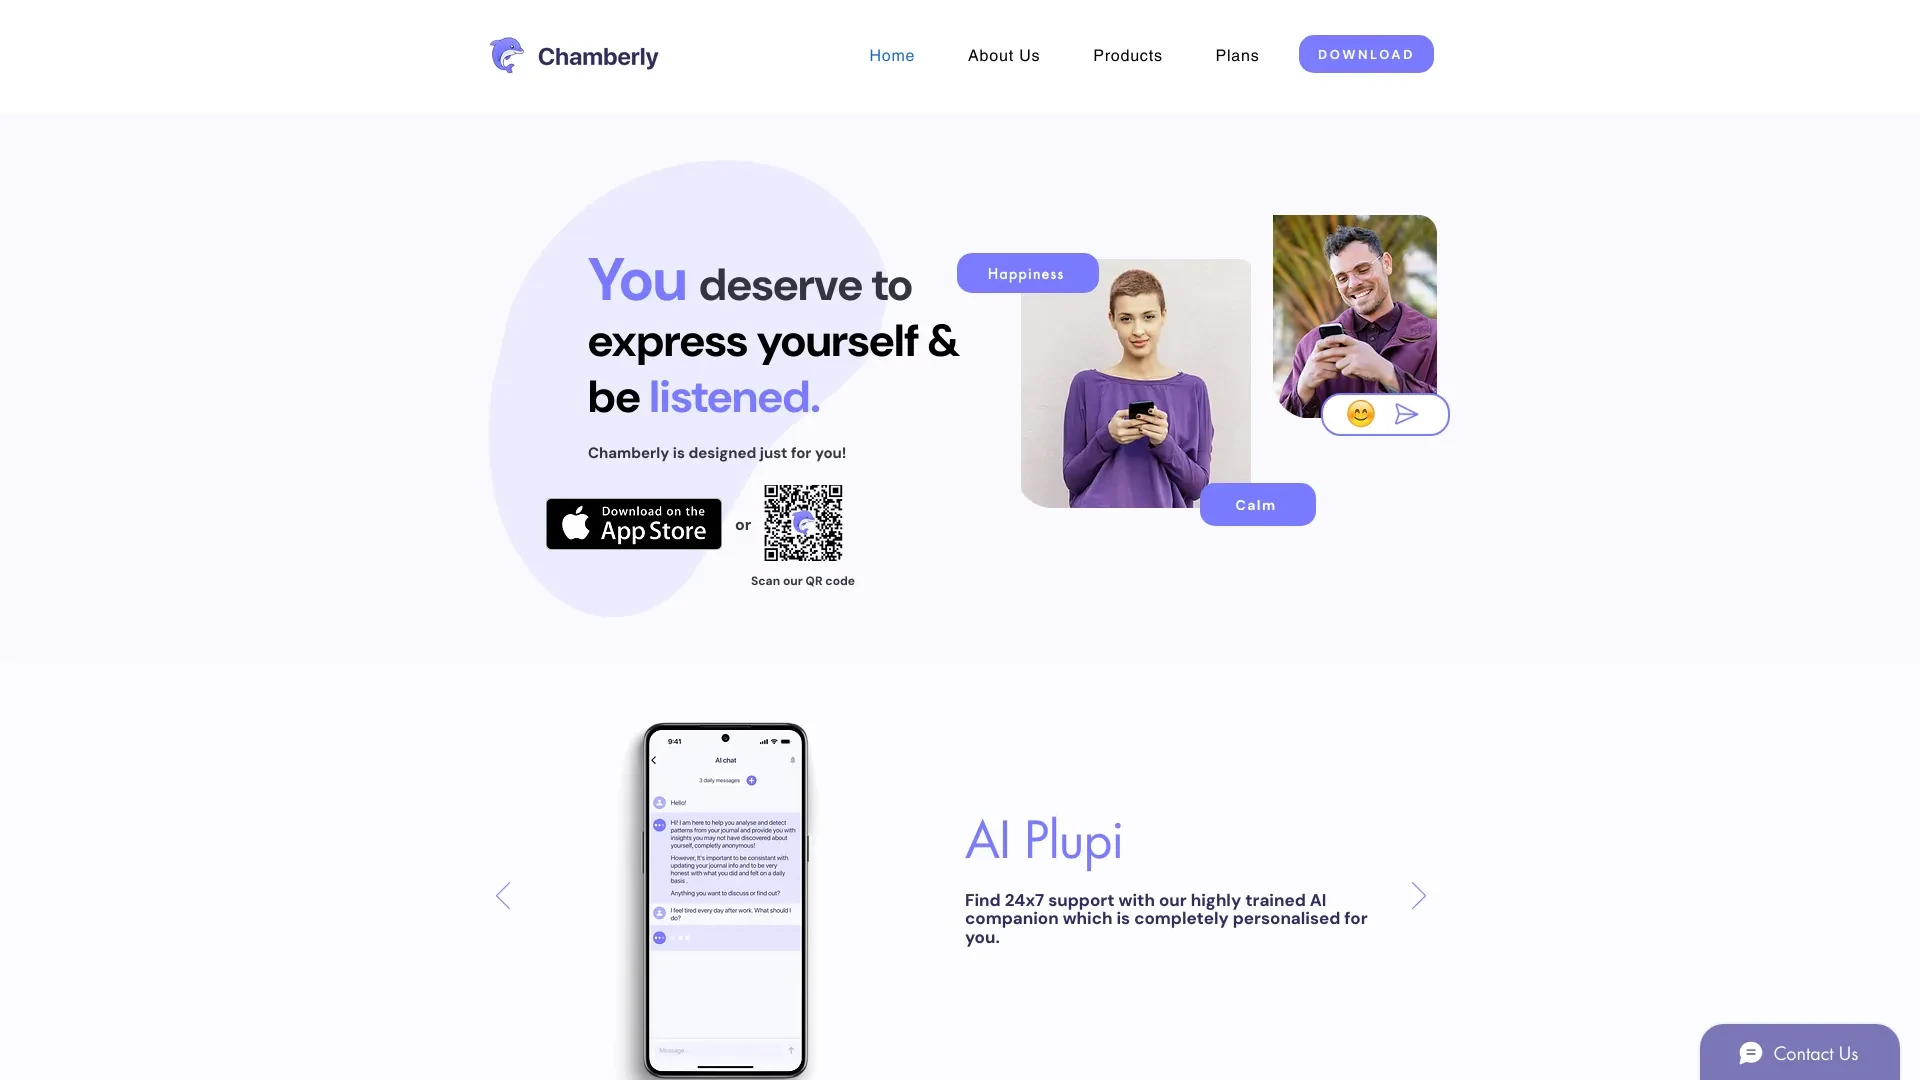 Chamberly
Home
About Us
Products
Plans
DOWNLOAD
You deserve to
express yourself &
be listened.
Chamberly is designed just for you!
Download on the
App Store
or
Scan our QR code
Happiness
Calm
9:41
AI chat
3 daily messages
Hello!
Hi! I am here to help you analyse and detect
patterns from your journal and provide you with
insights you may not have discovered about
yourself, completly anonymous!
However, It's important to be consistant with
updating your journal info and to be very
honest with what you did and felt on a daily
basis .
Anything you want to discuss or find out?
I feel tired every day after work. What should I
do?
Message...
AI Plupi
Find 24x7 support with our highly trained AI
companion which is completely personalised for
you.
Contact Us